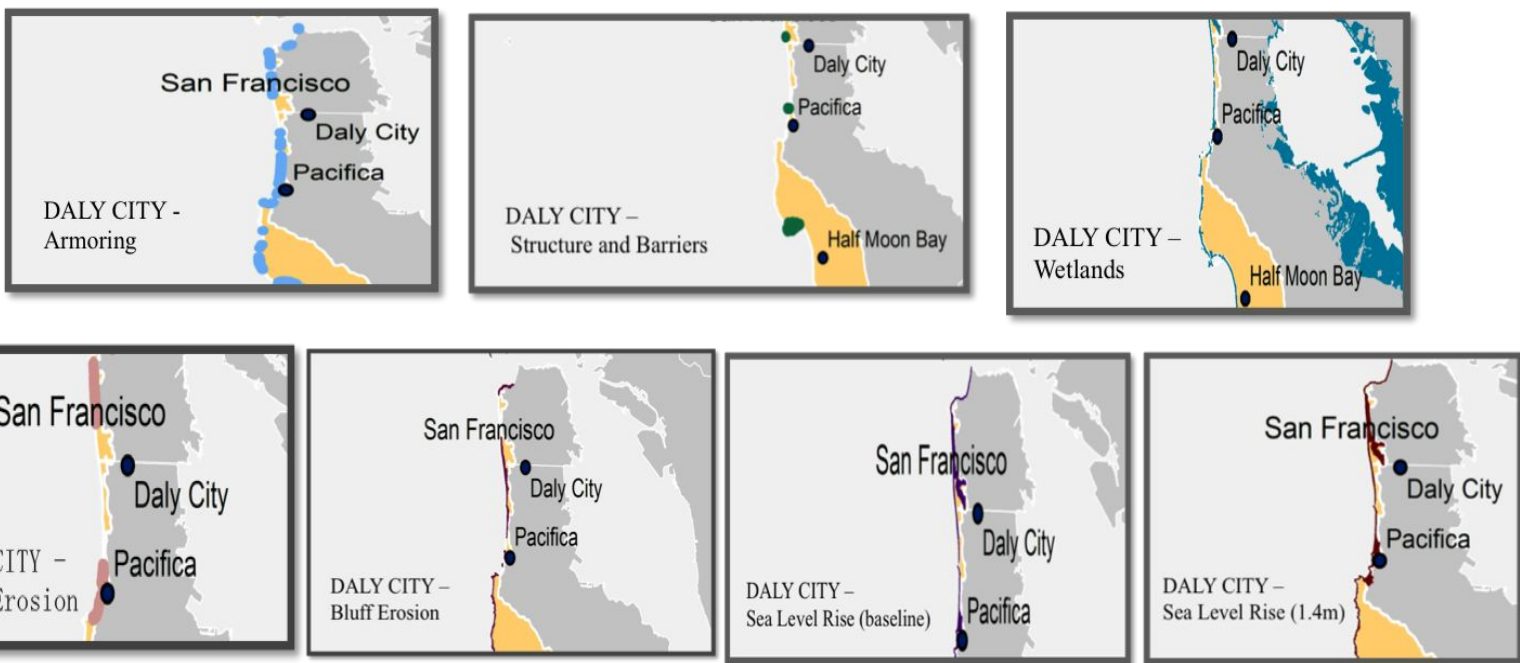 San Francisco
Daly City
Pacifica
DALY CITY -
Armoring
San Francisco
Daly City
Pacifica
DALY CITY –
Structure and Barriers
Half Moon Bay
Daly City
Pacifica
DALY CITY –
Wetlands
Half Moon Bay
San Francisco
Daly City
Pacifica
CITY –
Erosion
San Francisco
Daly City
Pacifica
DALY CITY –
Bluff Erosion
San Francisco
Daly City
DALY CITY –
Sea Level Rise (baseline)
Pacifica
San Francisco
Daly City
Pacifica
DALY CITY –
Sea Level Rise (1.4m)